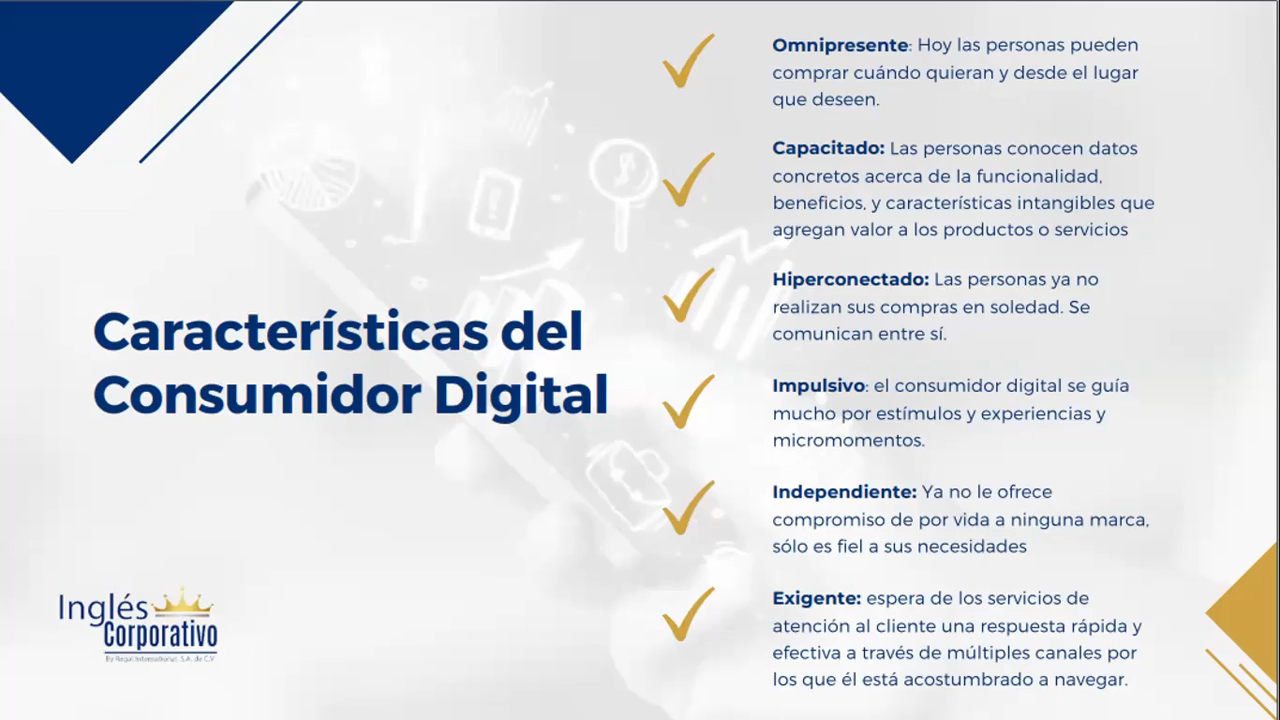 Características del
Consumidor Digital
Omnipresente: Hoy las personas pueden
comprar cuándo quieran y desde el lugar
que deseen.
Capacitado: Las personas conocen datos
concretos acerca de la funcionalidad,
beneficios, y características intangibles que
agregan valor a los productos o servicios
Hiperconectado: Las personas ya no
realizan sus compras en soledad. Se
comunican entre sí.
Impulsivo: el consumidor digital se guía
mucho por estímulos y experiencias y
micromomentos.
Independiente: Ya no le ofrece
compromiso de por vida a ninguna marca,
sólo es fiel a sus necesidades
Exigente: espera de los servicios de
atención al cliente una respuesta rápida y
efectiva a través de múltiples canales por
los que él está acostumbrado a navegar.
Inglés
Corporativo
By Regal International, S.A. de C.V